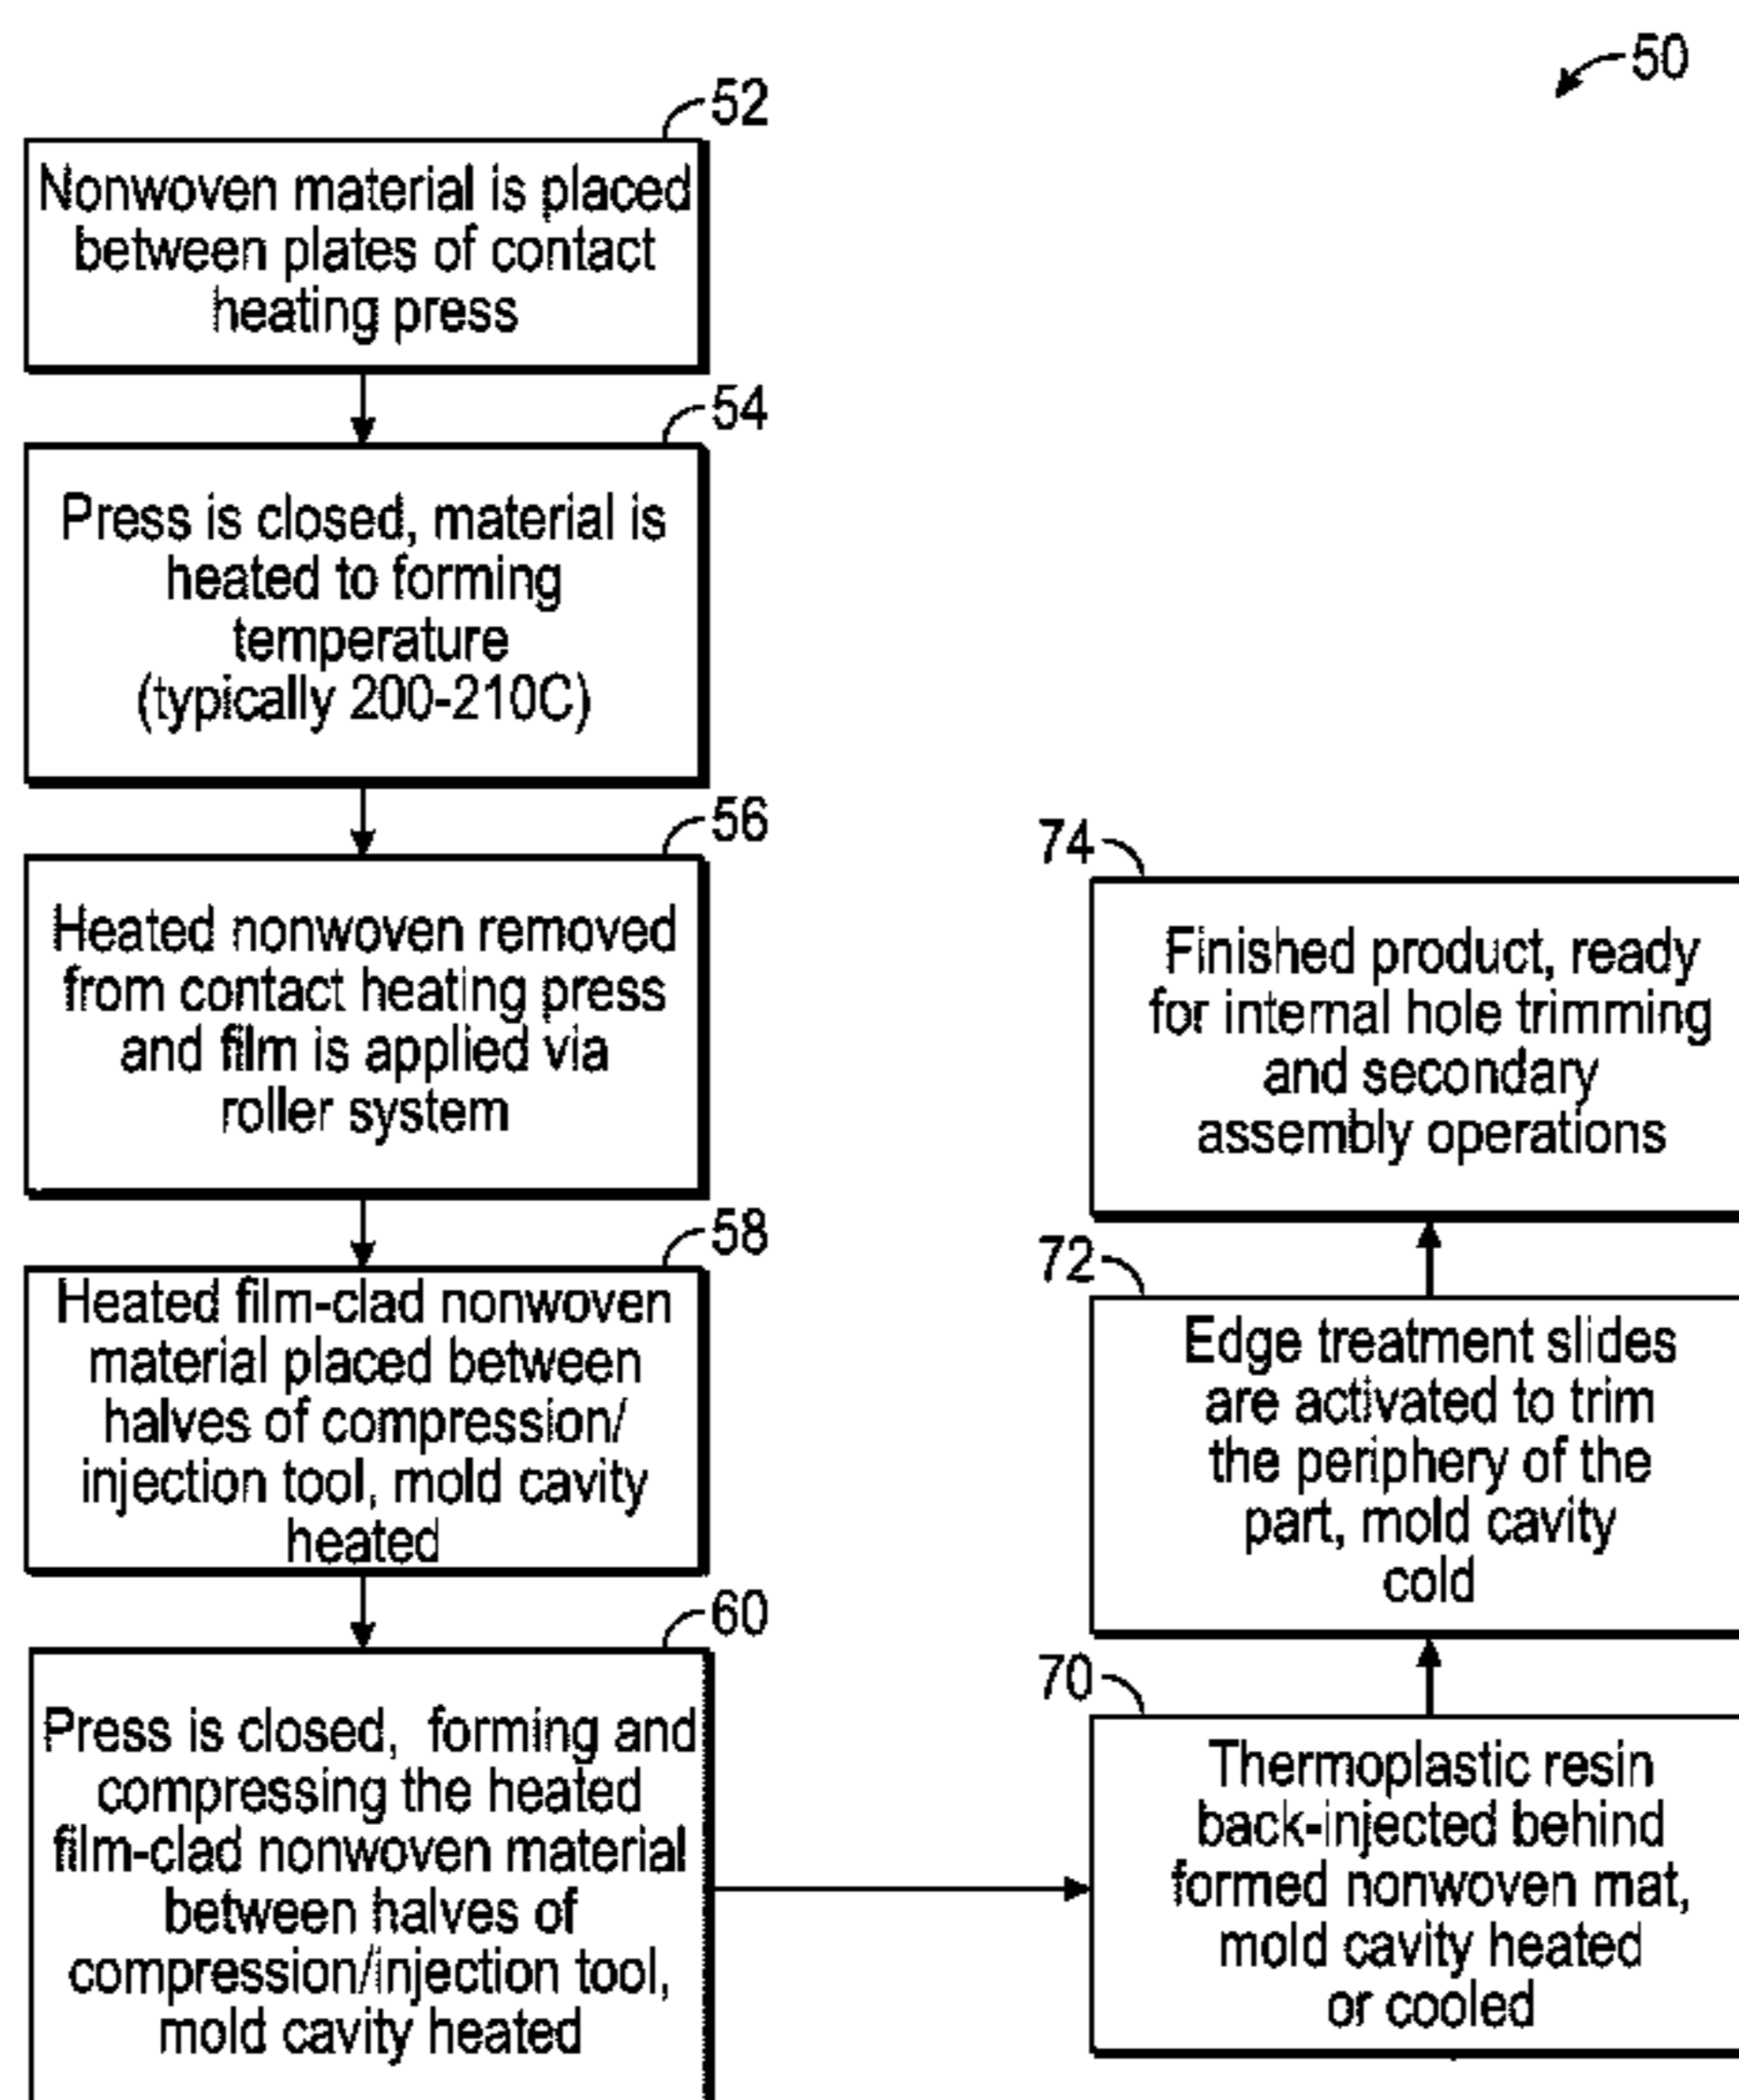 50
52
Nonwoven material is placed
between plates of contact
heating press
54
Press is closed, material is
heated to forming
temperature
(typically 200-210C)
56
Heated nonwoven removed
from contact heating press
and film is applied via
roller system
58
Heated film-clad nonwoven
material placed between
halves of compression/
injection tool, mold cavity
heated
60
Press is closed, forming and
compressing the heated
film-clad nonwoven material
between halves of
compression/injection tool,
mold cavity heated
70
Thermoplastic resin
back-injected behind
formed nonwoven mat,
mold cavity heated
or cooled
72
Edge treatment slides
are activated to trim
the periphery of the
part, mold cavity
cold
74
Finished product, ready
for internal hole trimming
and secondary
assembly operations